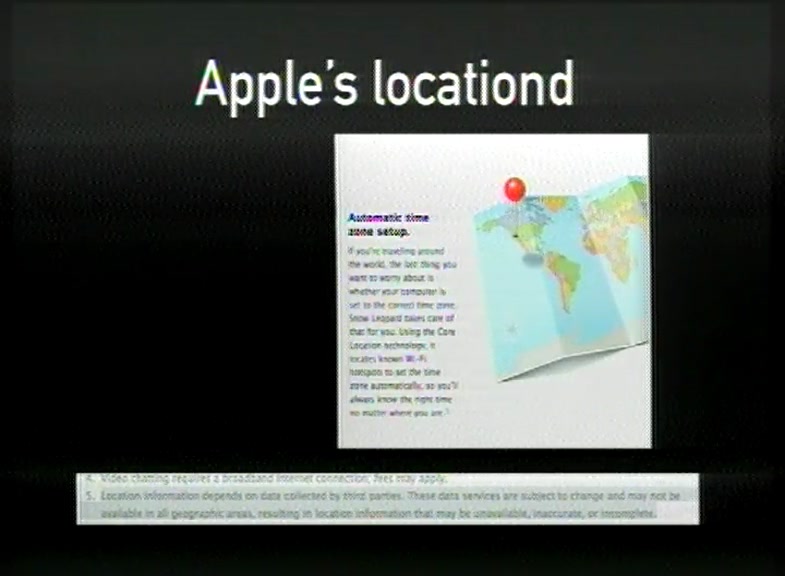 Apple's locationd
Automatic time
zone setup.
If you're traveling around
the world, the last thing you
want to worry about is
whether your computer is
set to the correct time zone.
Snow Leopard takes care of
that for you. Using the Core
Location technology, it
locates known Wi-Fi
hotspots to set the time
zone automatically, so you'll
always know the right time
no matter where you are.
4. Video chatting requires a broadband Internet connection; fees may apply.
5. Location information depends on data collected by third parties. These data services are subject to change and may not be
available in all geographic areas, resulting in location information that may be unavailable, inaccurate, or incomplete.